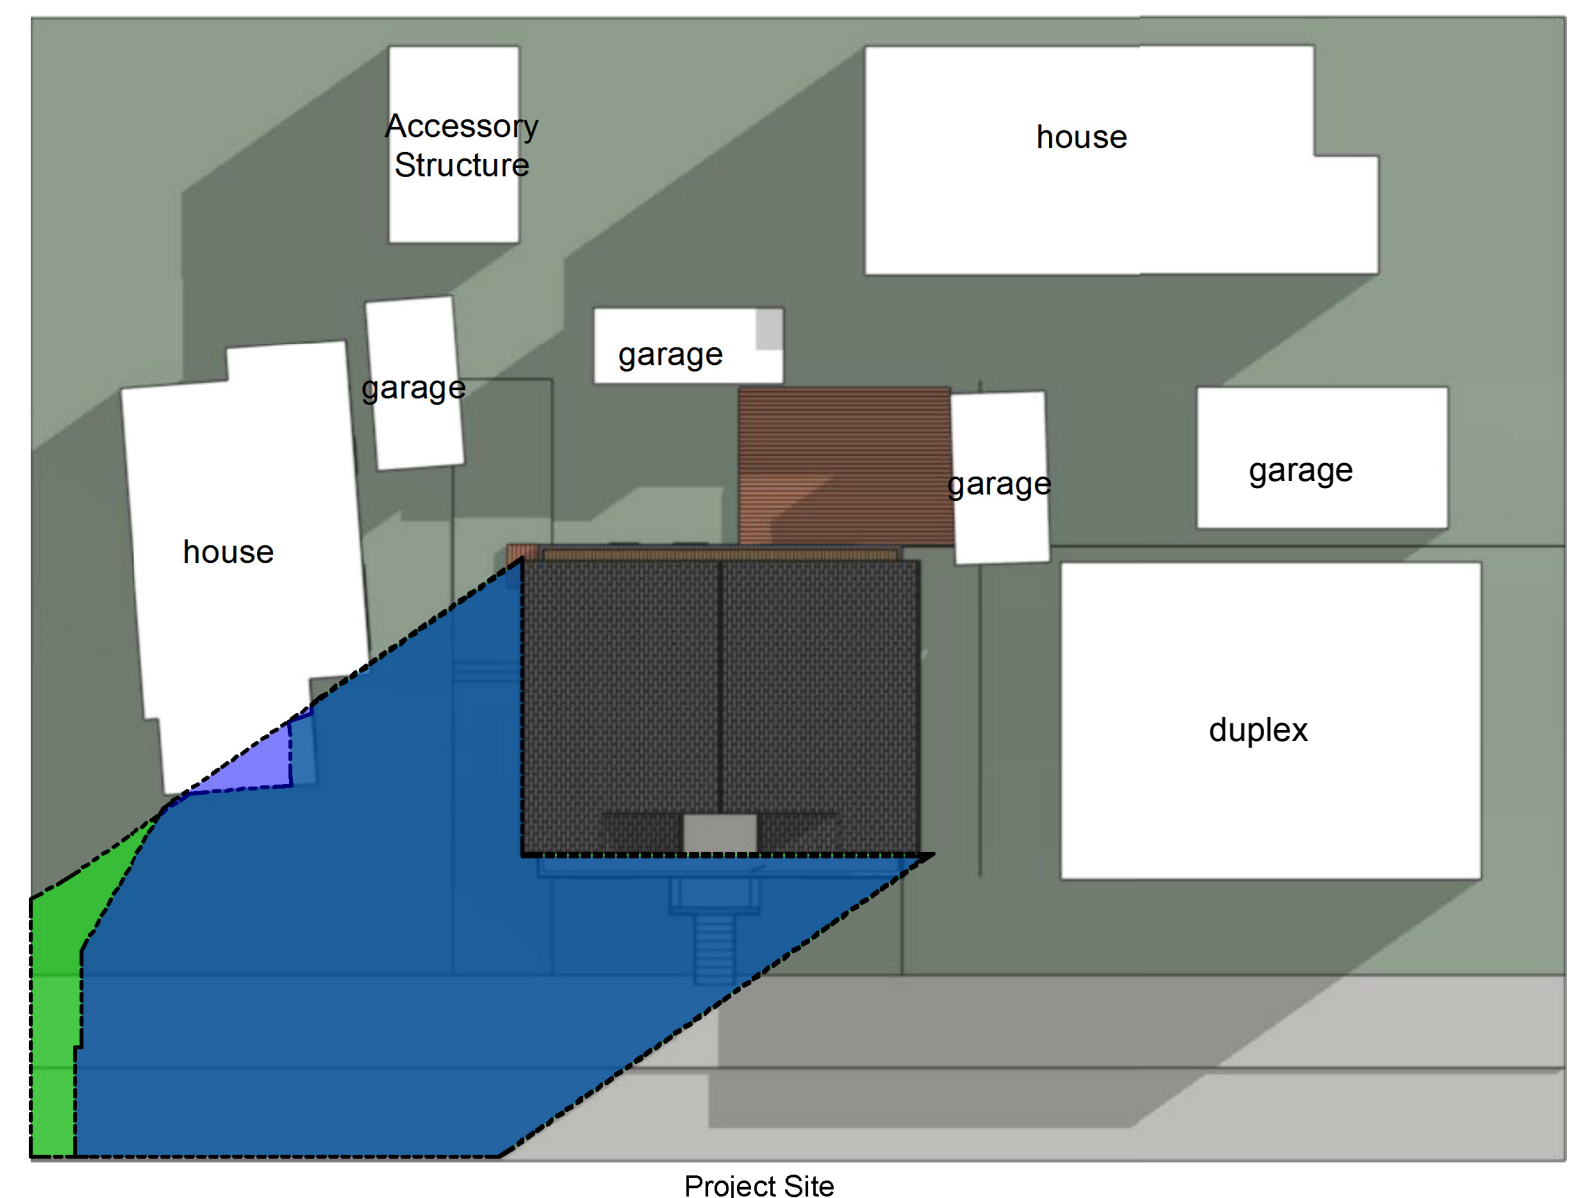 Accessory
Structure
house
garage
garage
garage
garage
house
duplex
Project Site